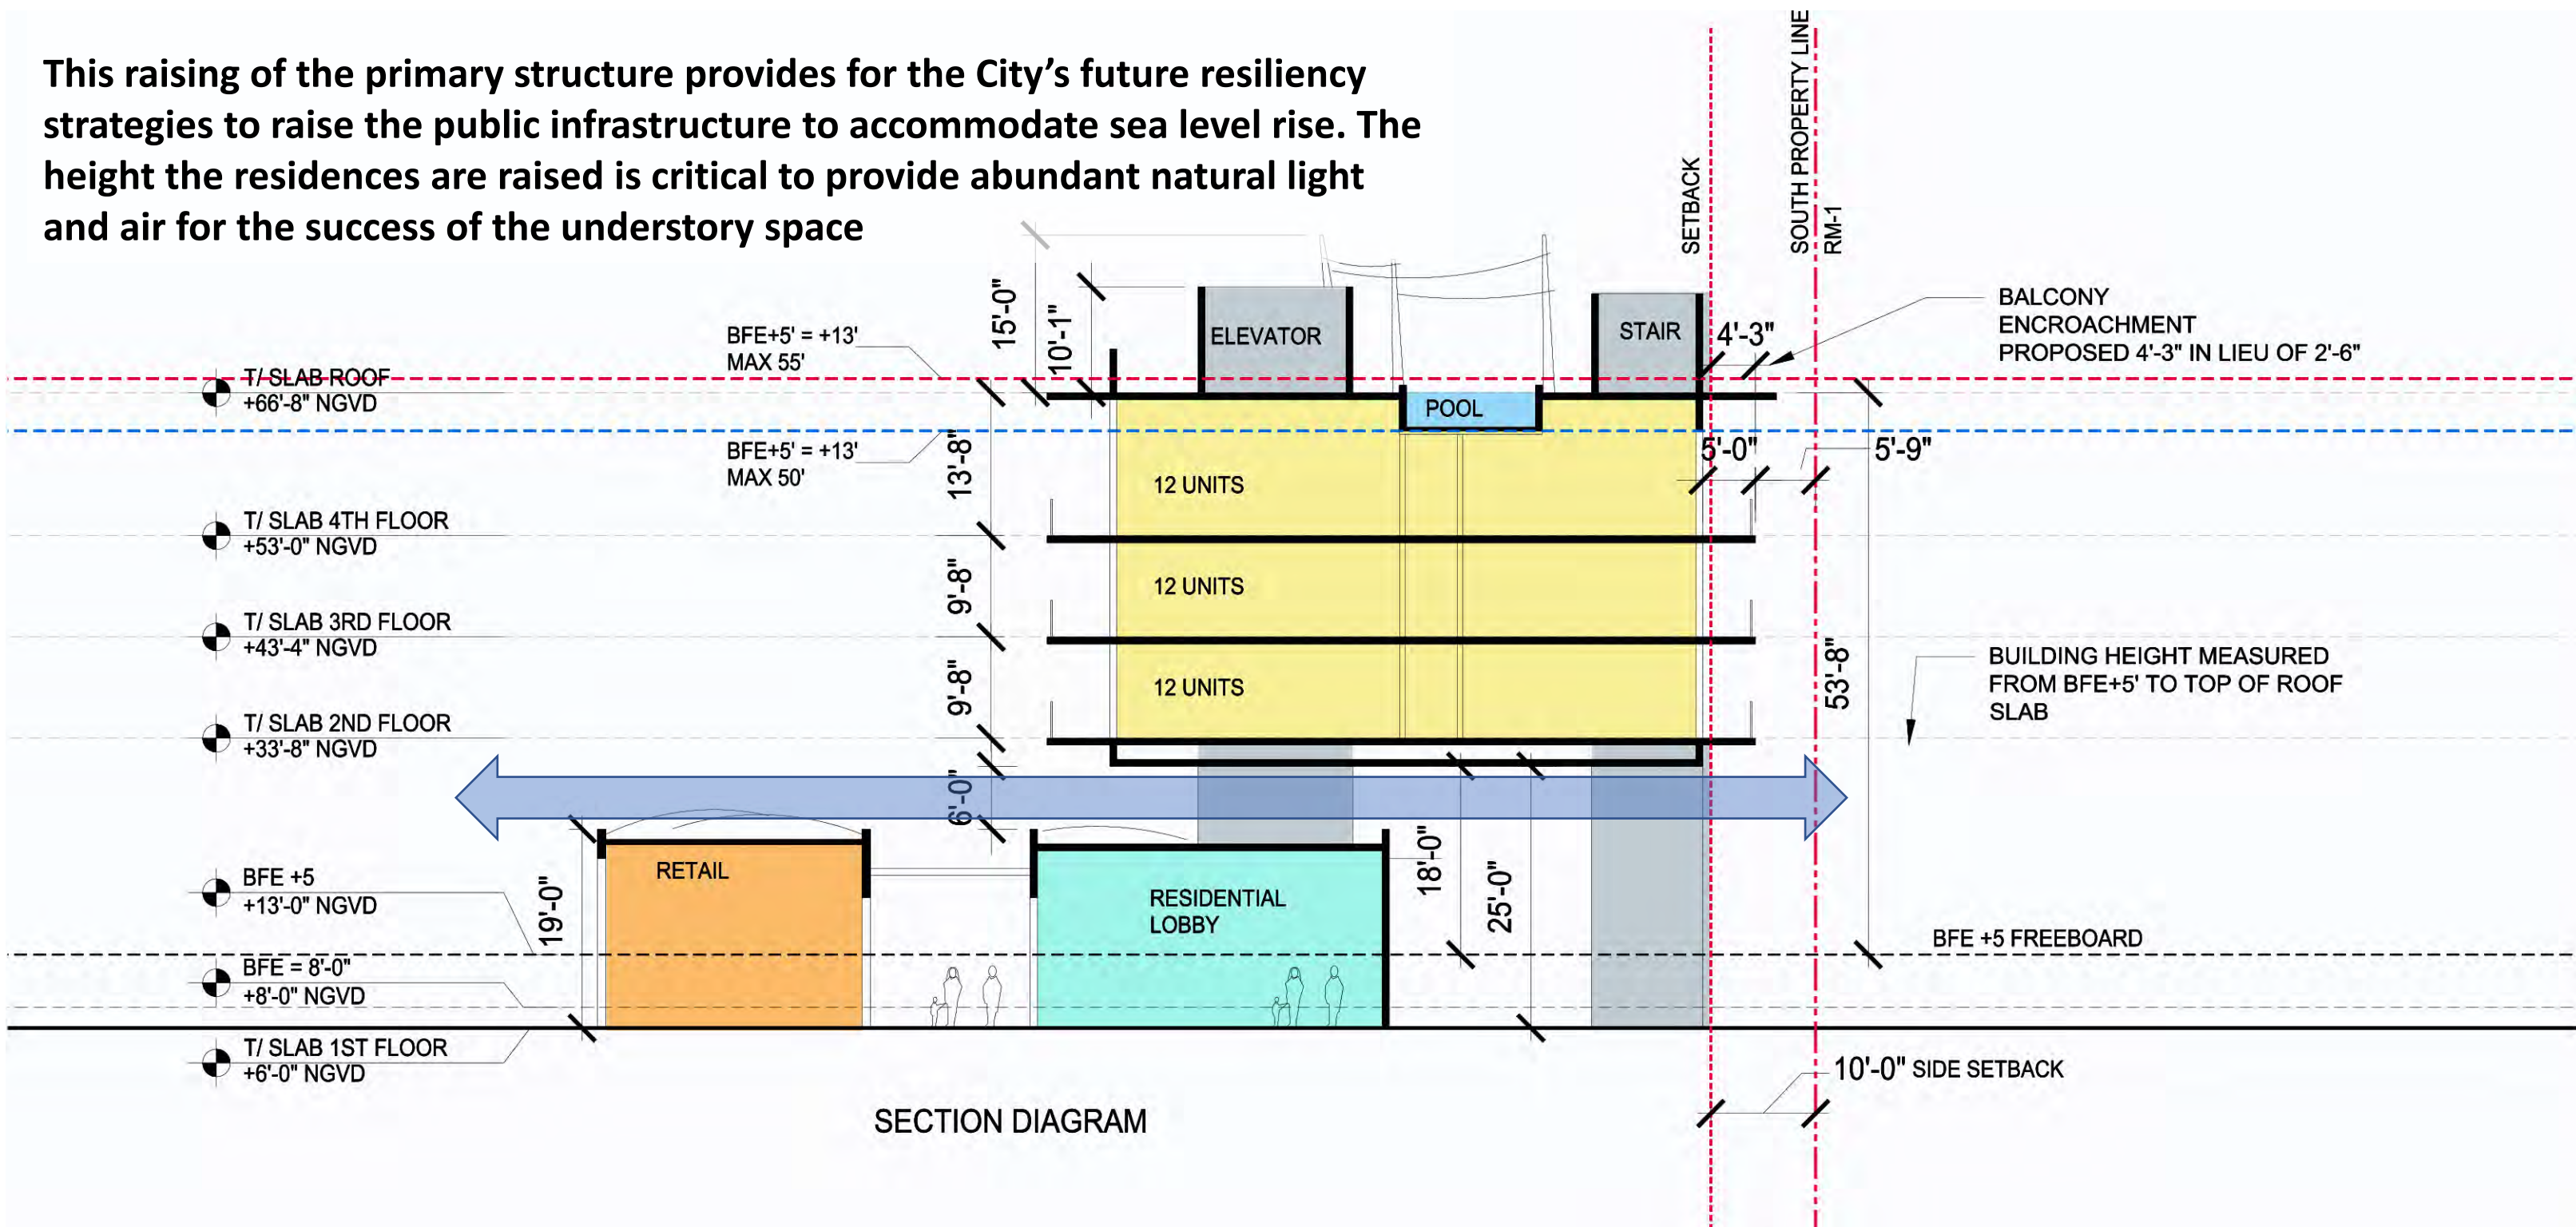 This raising of the primary structure provides for the City’s future resiliency
strategies to raise the public infrastructure to accommodate sea level rise. The
height the residences are raised is critical to provide abundant natural light
and air for the success of the understory space
SETBACK
SOUTH PROPERTY LINE
RM-1
BALCONY
ENCROACHMENT
PROPOSED 4'-3" IN LIEU OF 2'-6"
15'-0"
10'-1"
ELEVATOR
STAIR
4'-3"
BFE+5' = +13'
MAX 55'
T/ SLAB ROOF
+66'-8" NGVD
POOL
BFE+5' = +13'
MAX 50'
13'-8"
5'-0"
5'-9"
12 UNITS
T/ SLAB 4TH FLOOR
+53'-0" NGVD
9'-8"
12 UNITS
T/ SLAB 3RD FLOOR
+43'-4" NGVD
9'-8"
12 UNITS
53'-8"
BUILDING HEIGHT MEASURED
FROM BFE+5' TO TOP OF ROOF
SLAB
T/ SLAB 2ND FLOOR
+33'-8" NGVD
6'-0"
RETAIL
RESIDENTIAL
LOBBY
18'-0"
25'-0"
19'-0"
BFE +5
+13'-0" NGVD
BFE +5 FREEBOARD
BFE = 8'-0"
+8'-0" NGVD
T/ SLAB 1ST FLOOR
+6'-0" NGVD
10'-0" SIDE SETBACK
SECTION DIAGRAM